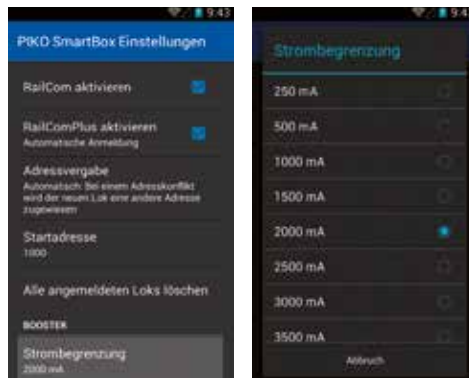 9:43
PIKO SmartBox Einstellungen
RailCom aktivieren
RailComPlus aktivieren
Automatische Anmeldung
Adressvergabe
Automatisch: Bei einem Adresskonflikt
wird der neuen Lok eine andere Adresse
zugewiesen
Startadresse
1000
Alle angemeldeten Loks löschen
BOOSTER
Strombegrenzung
2000 mA
9:4
Strombegrenzung
250 mA
500 mA
1000 mA
1500 mA
2000 mA
2500 mA
3000 mA
3500 mA
Abbruch